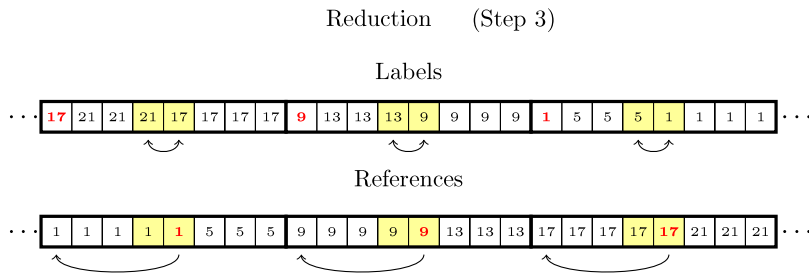 Reduction (Step 3)
Labels
··· 17 21 21 21 17 17 17 17 9 13 13 13 9 9 9 9 1 5 5 5 1 1 1 1 ···
References
··· 1 1 1 1 1 5 5 5 9 9 9 9 9 13 13 13 17 17 17 17 17 21 21 21 ···